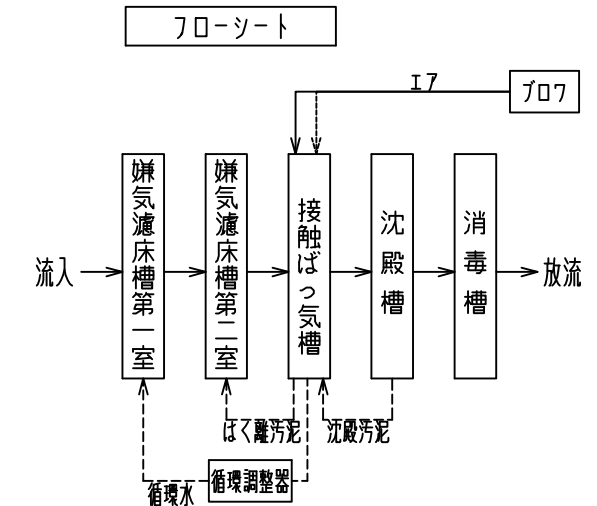 フローシート
エア
ブロワ
流入
嫌気濾床槽第一室
嫌気濾床槽第二室
接触ばっ気槽
沈殿槽
消毒槽
放流
ばく離汚泥
沈殿汚泥
循環調整器
循環水